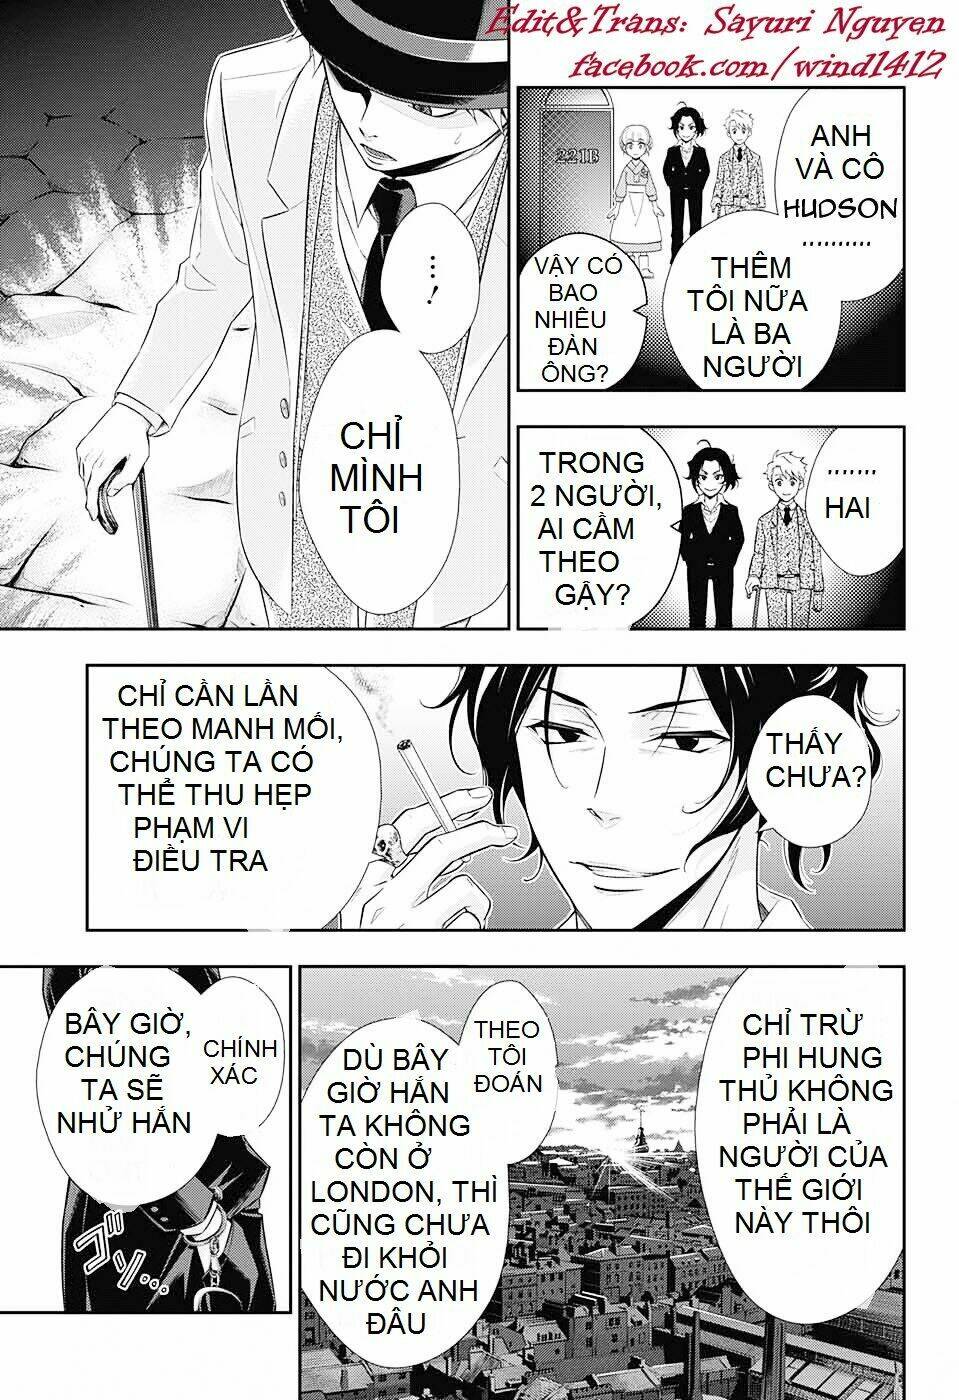 Edit&Trans: Sayuri Nguyen
facebook.com/wind1412
221B
ANH
VÀ CÔ
HUDSON
..........
THÊM
TÔI NỮA
LÀ BA
NGƯỜI
VẬY CÓ
BAO
NHIÊU
ĐÀN
ÔNG?
.......
HAI
TRONG
2 NGƯỜI,
AI CẦM
THEO
GẬY?
...!
CHỈ
MÌNH
TÔI
THẤY
CHƯA?
CHỈ CẦN LẦN
THEO MANH MỐI,
CHÚNG TA CÓ
THỂ THU HẸP
PHẠM VI
ĐIỀU TRA
CHỈ TRỪ
PHI HUNG
THỦ KHÔNG
PHẢI LÀ
NGƯỜI CỦA
THẾ GIỚI
NÀY THÔI
THEO
TÔI
ĐOÁN
DÙ BÂY
GIỜ HẮN
TA KHÔNG
CÒN Ở
LONDON, THÌ
CŨNG CHƯA
ĐI KHỎI
NƯỚC ANH
ĐÂU
CHÍNH
XÁC
BÂY GIỜ,
CHÚNG
TA SẼ
NHỬ HẮN
ゴソ